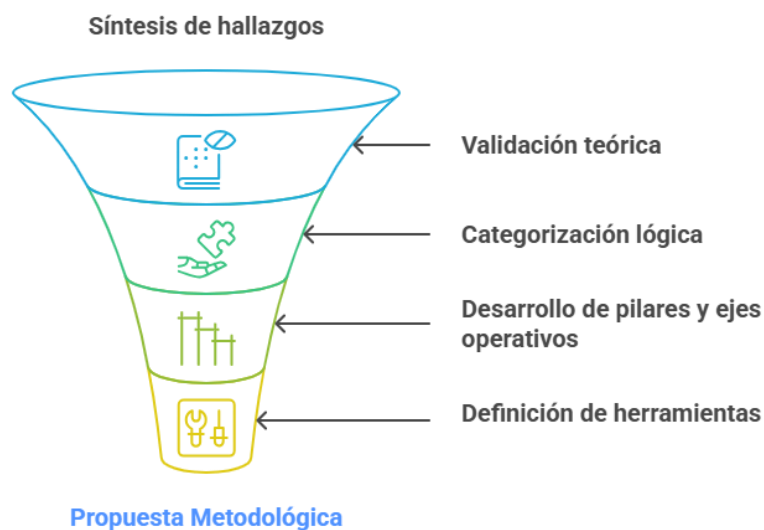 Síntesis de hallazgos
Validación teórica
Categorización lógica
Desarrollo de pilares y ejes
operativos
Definición de herramientas
Propuesta Metodológica